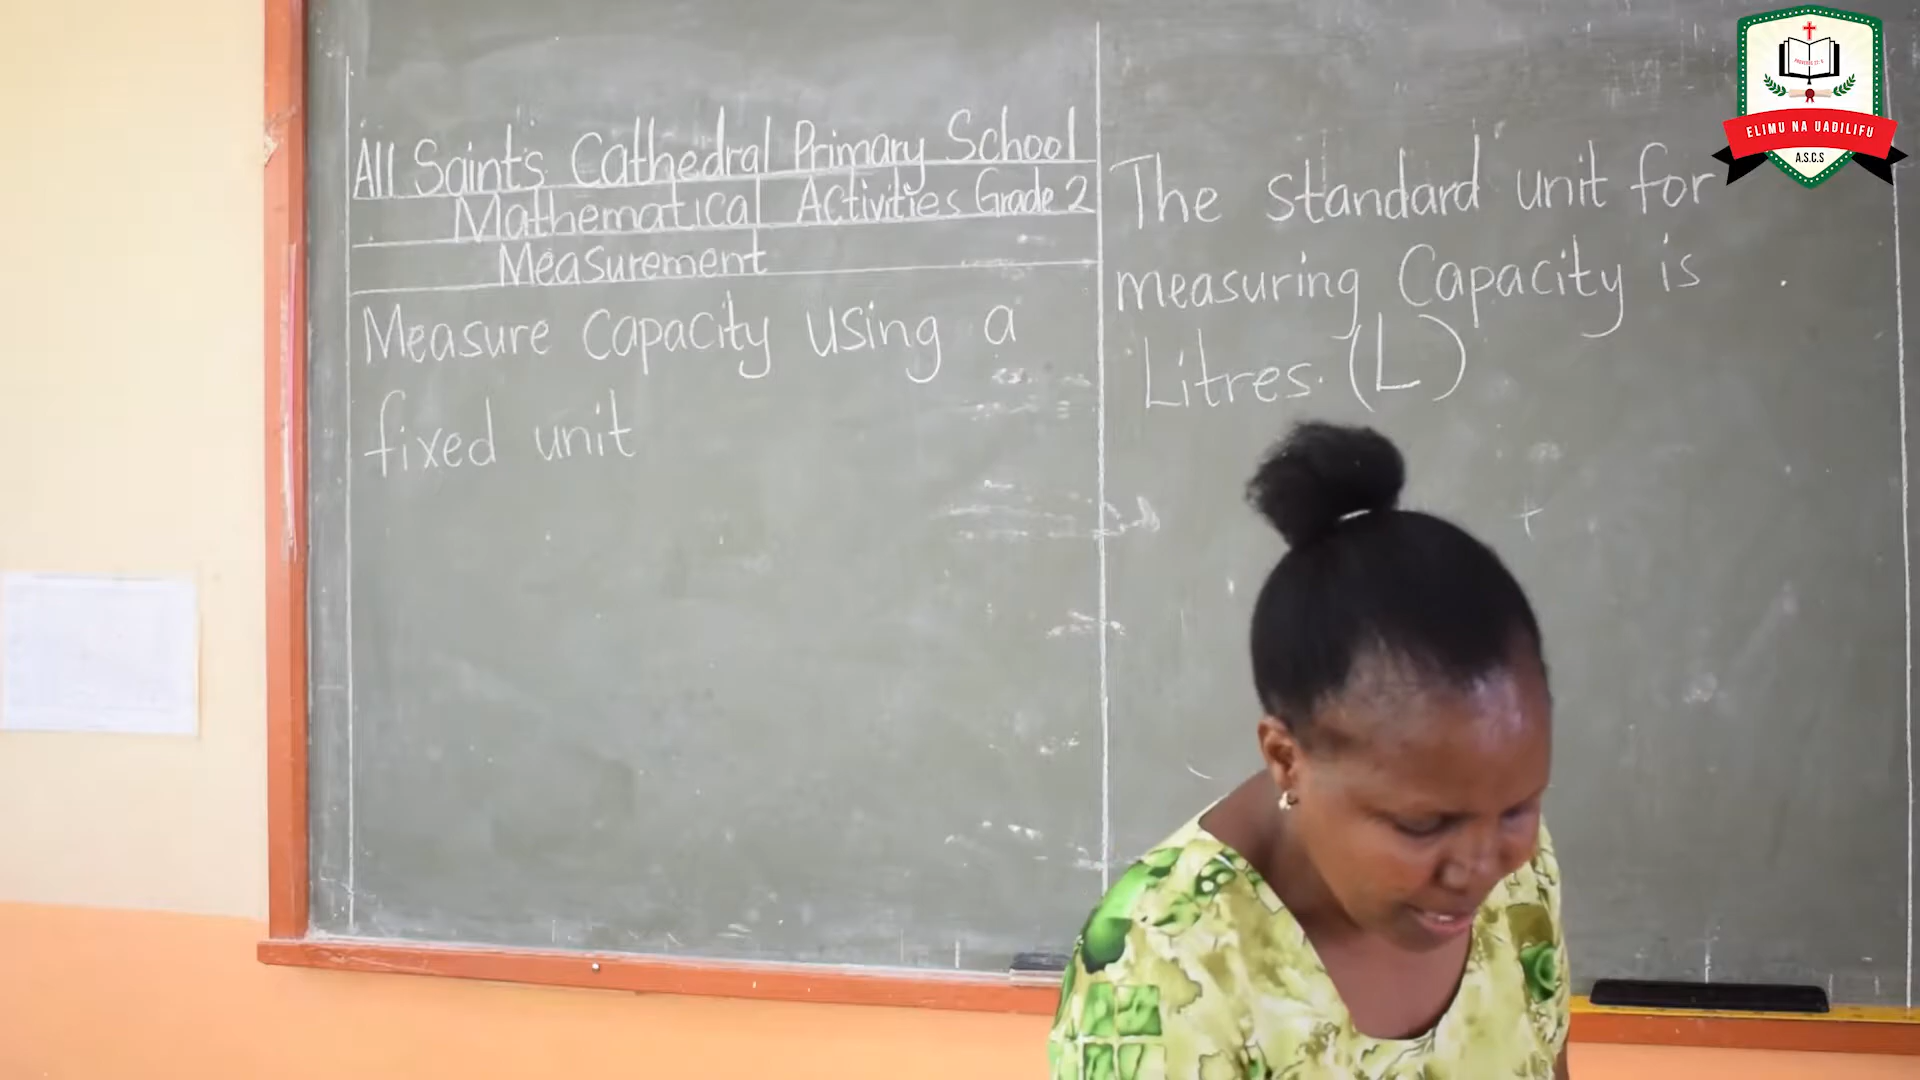 All Saint's Cathedral Primary School
Mathematical Activities Grade 2
Measurement
Measure capacity using a
fixed unit
The standard unit for
measuring Capacity is
Litres. (L)
ELIMU NA UADILIFU
A.S.C.S